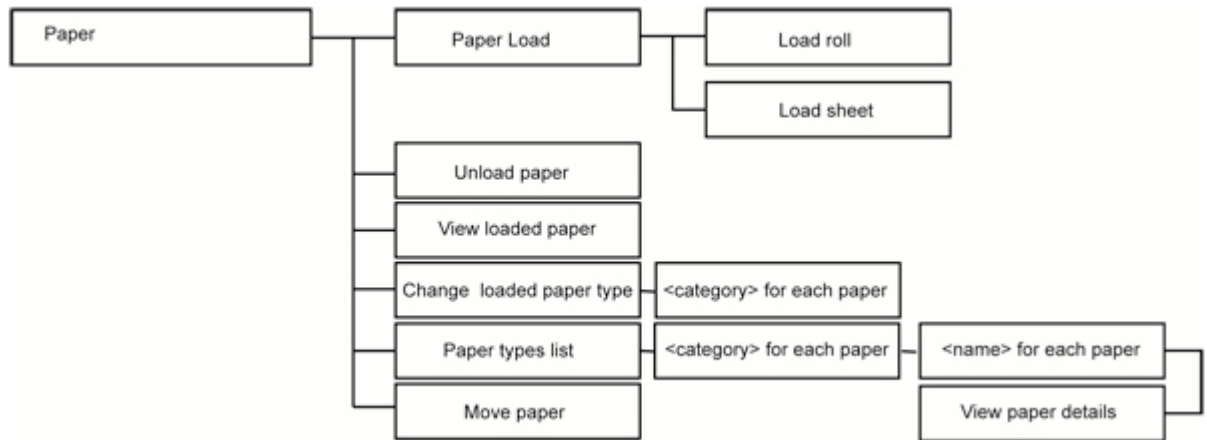 Paper
Paper Load
Load roll
Load sheet
Unload paper
View loaded paper
Change loaded paper type
<category> for each paper
Paper types list
<category> for each paper
<name> for each paper
Move paper
View paper details